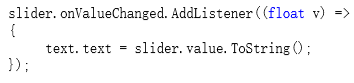 slider.onValueChanged.AddListener((float v) =>
{
    text.text = slider.value.ToString();
});